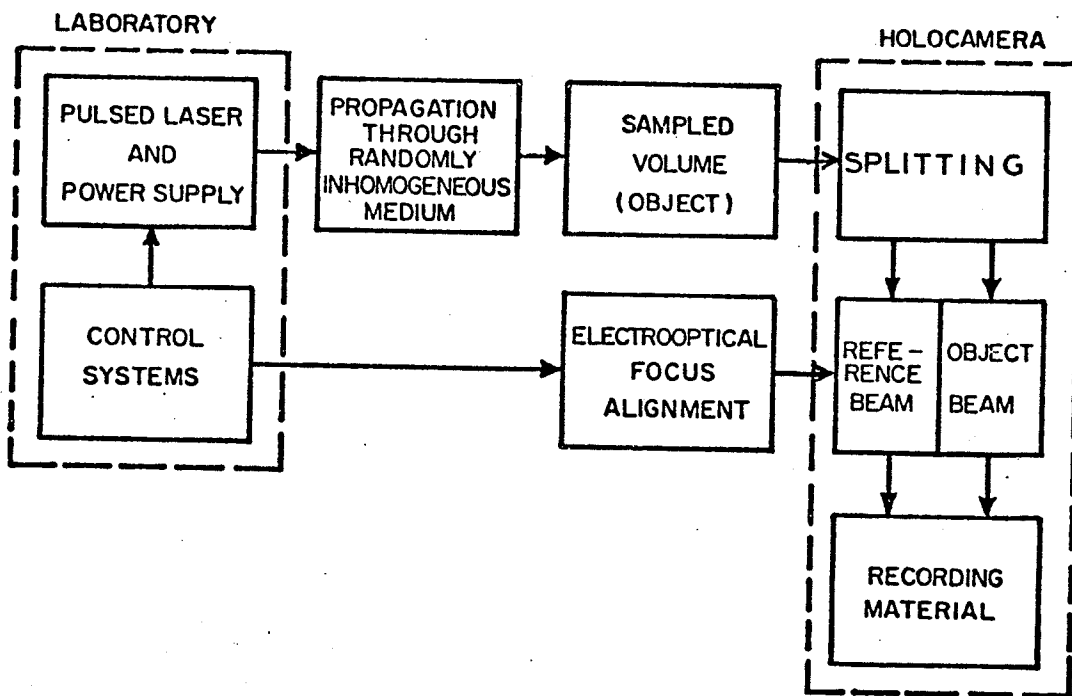 LABORATORY
HOLOCAMERA
PULSED LASER
AND
POWER SUPPLY
PROPAGATION
THROUGH
RANDOMLY
INHOMOGENEOUS
MEDIUM
SAMPLED
VOLUME
(OBJECT)
SPLITTING
CONTROL
SYSTEMS
ELECTROOPTICAL
FOCUS
ALIGNMENT
REFE-
RENCE
BEAM
OBJECT
BEAM
RECORDING
MATERIAL